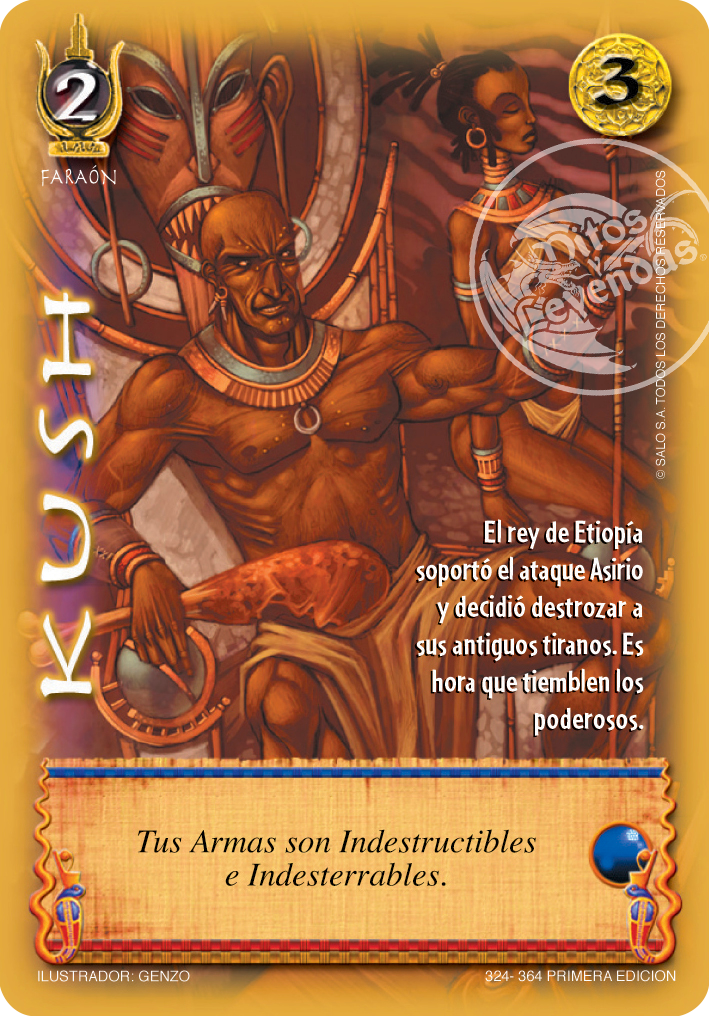 2
3
FARAÓN
Mitos
y
Leyendas
®
© SALO S.A. TODOS LOS DERECHOS RESERVADOS
KUSH
El rey de Etiopía
soportó el ataque Asirio
y decidió destrozar a
sus antiguos tiranos. Es
hora que tiemblen los
poderosos.
Tus Armas son Indestructibles
e Indesterrables.
ILUSTRADOR: GENZO
324- 364 PRIMERA EDICION